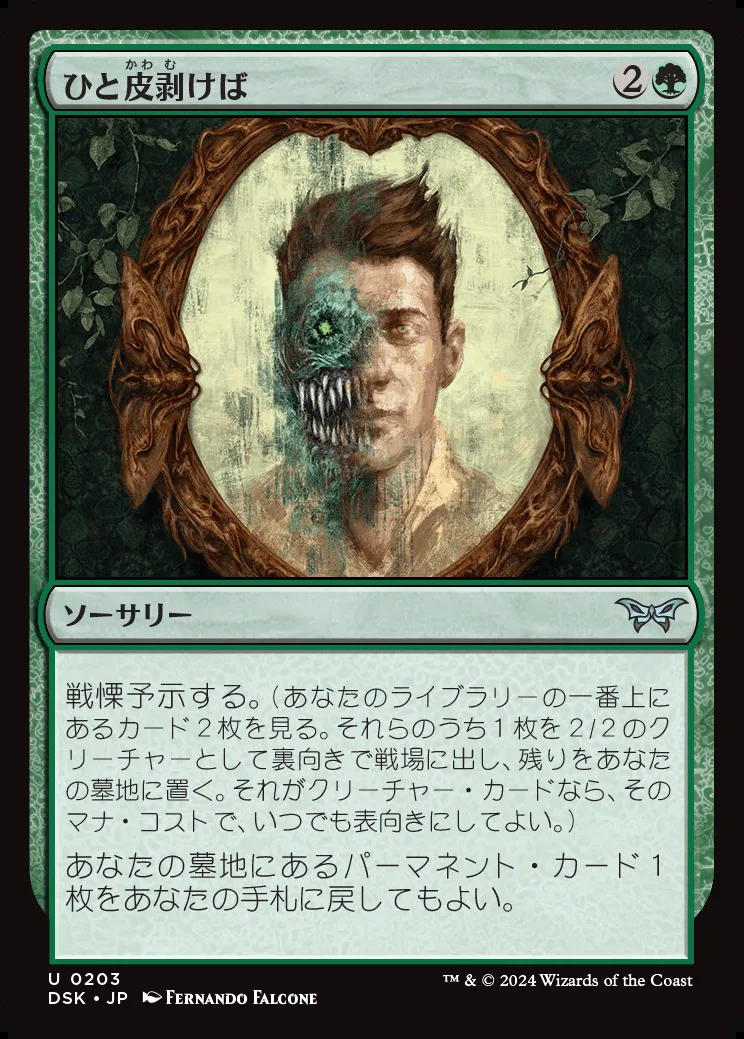 ひと皮剥けば
かわ む
2
ソーサリー
戦慄予示する。（あなたのライブラリーの一番上に
あるカード２枚を見る。それらのうち１枚を２/２のク
リーチャーとして裏向きで戦場に出し、残りをあなた
の墓地に置く。それがクリーチャー・カードなら、その
マナ・コストで、いつでも表向きにしてよい。）
あなたの墓地にあるパーマネント・カード１
枚をあなたの手札に戻してもよい。
U 0203
DSK • JP Fernando Falcone
™ & © 2024 Wizards of the Coast